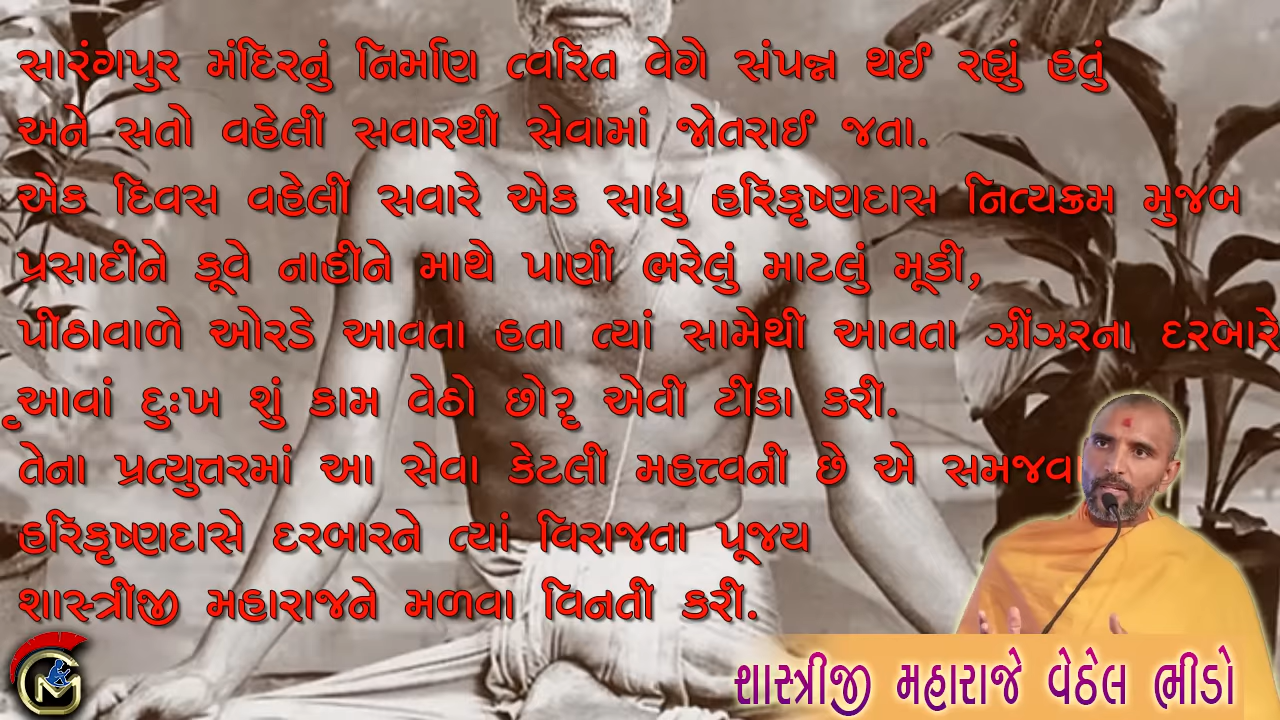 સારંગપુર મંદિરનું નિર્માણ ત્વરિત વેગે સંપન્ન થઈ રહ્યું હતું
અને સતો વહેલી સવારથી સેવામાં જોતરાઈ જતા.
એક દિવસ વહેલી સવારે એક સાધુ હરિકૃષ્ણદાસ નિત્યક્રમ મુજબ
પ્રસાદીને કૂવે નાહીને માથે પાણી ભરેલું માટલું મૂકી,
પીઠાવાળે ઓરડે આવતા હતા ત્યાં સામેથી આવતા ઝીંઝરના દરબારે
ૃઆવાં દુઃખ શું કામ વેઠો છો?ૃ એવી ટીકા કરી.
તેના પ્રત્યુત્તરમાં આ સેવા કેટલી મહત્ત્વની છે એ સમજવા
હરિકૃષ્ણદાસે દરબારને ત્યાં વિરાજતા પૂજય
શાસ્ત્રીજી મહારાજને મળવા વિનતી કરી.
શાસ્ત્રીજી મહારાજે વેઠેલ ભીડો